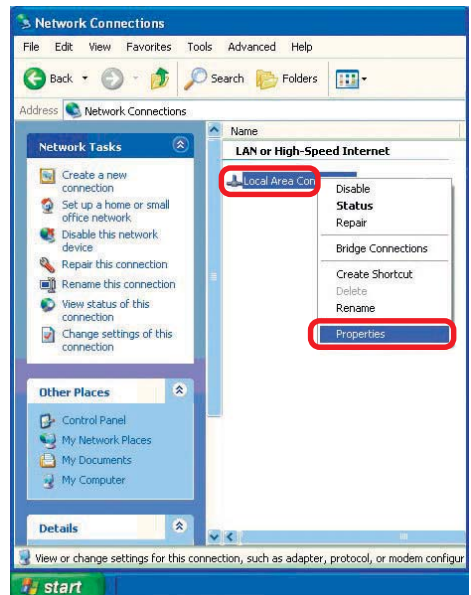 Network Connections
File Edit View Favorites Tools Advanced Help
Back Search Folders
Address Network Connections
Network Tasks
Create a new
connection
Set up a home or small
office network
Disable this network
device
Repair this connection
Rename this connection
View status of this
connection
Change settings of this
connection
Other Places
Control Panel
My Network Places
My Documents
My Computer
Details
Name
LAN or High-Speed Internet
Local Area Con
Disable
Status
Repair
Bridge Connections
Create Shortcut
Delete
Rename
Properties
View or change settings for this connection, such as adapter, protocol, or modem configur
start